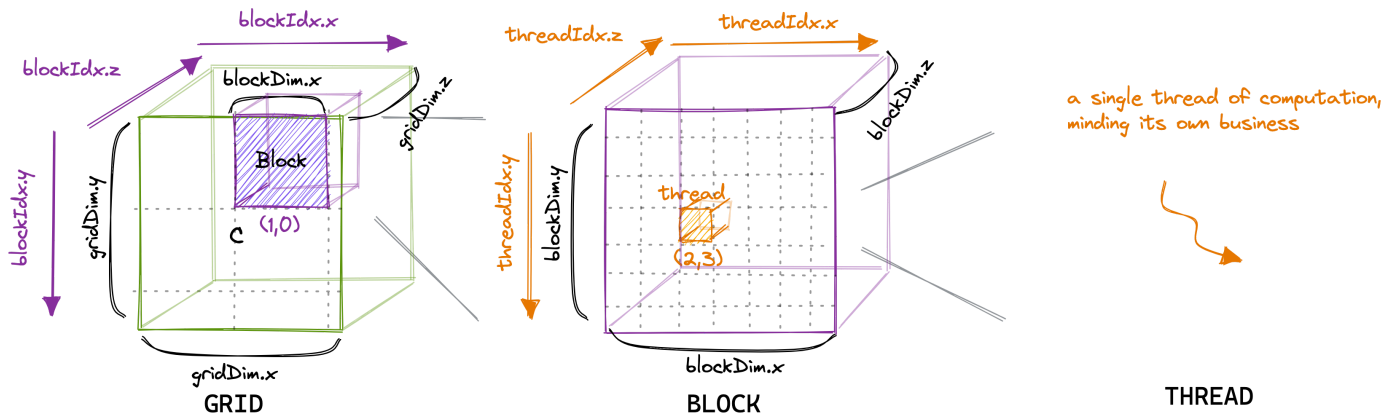 blockIdx.x
blockIdx.z
blockDim.x
gridDim.z
blockIdx.y
gridDim.y
Block
(1,0)
C
gridDim.x
GRID
threadIdx.x
threadIdx.z
blockDim.z
threadIdx.y
blockDim.y
thread
(2,3)
blockDim.x
BLOCK
a single thread of computation,
minding its own business
THREAD